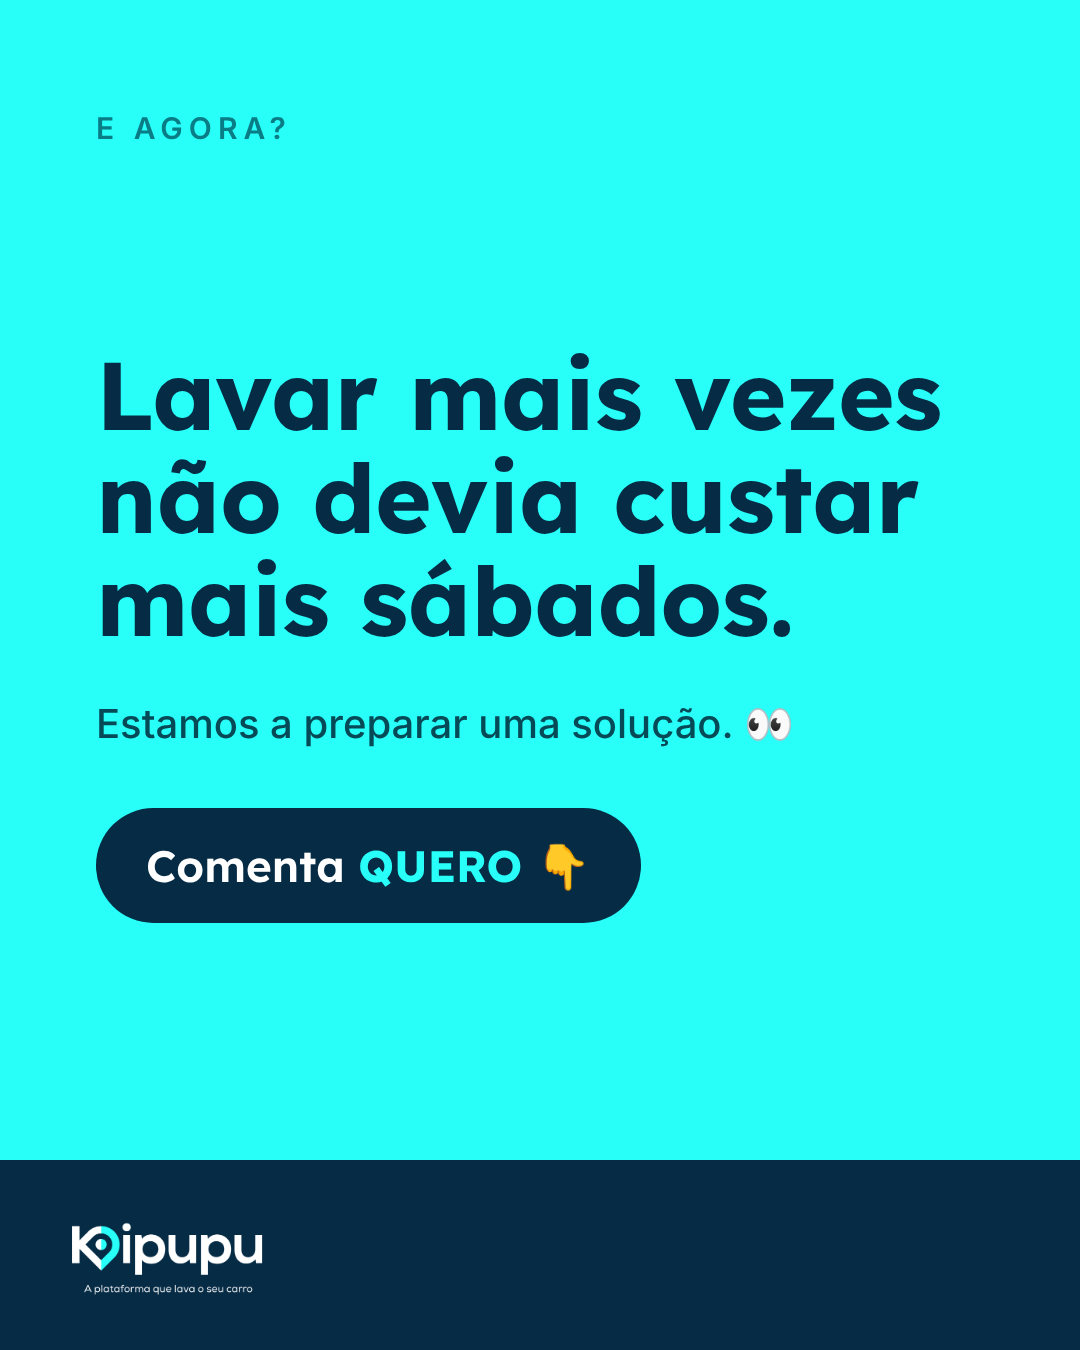 E AGORA?
Lavar mais vezes
não devia custar
mais sábados.
Estamos a preparar uma solução. 👀
Comenta QUERO 👇
Kipupu
A plataforma que lava o seu carro